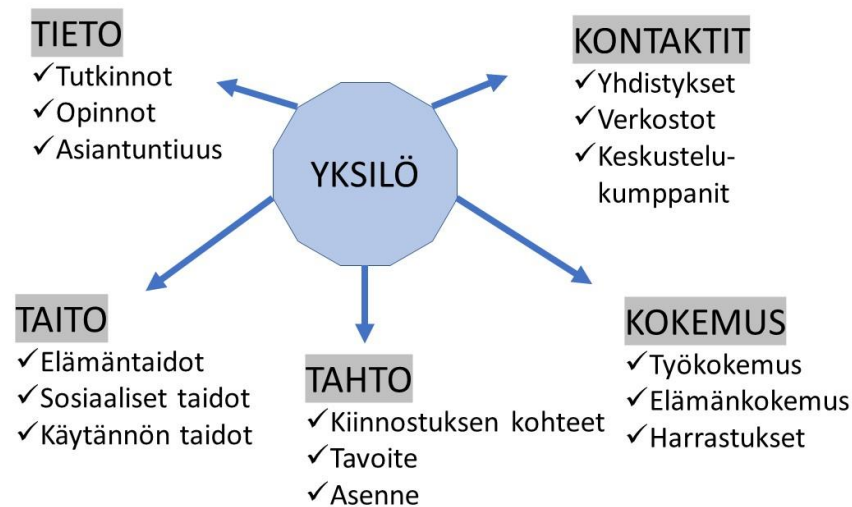 TIETO
✓Tutkinnot
✓Opinnot
✓Asiantuntiuus
KONTAKTIT
✓Yhdistykset
✓Verkostot
✓Keskustelu-
kumppanit
YKSILÖ
TAITO
✓Elämäntaidot
✓Sosiaaliset taidot
✓Käytännön taidot
TAHTO
✓Kiinnostuksen kohteet
✓Tavoite
✓Asenne
KOKEMUS
✓Työkokemus
✓Elämänkokemus
✓Harrastukset